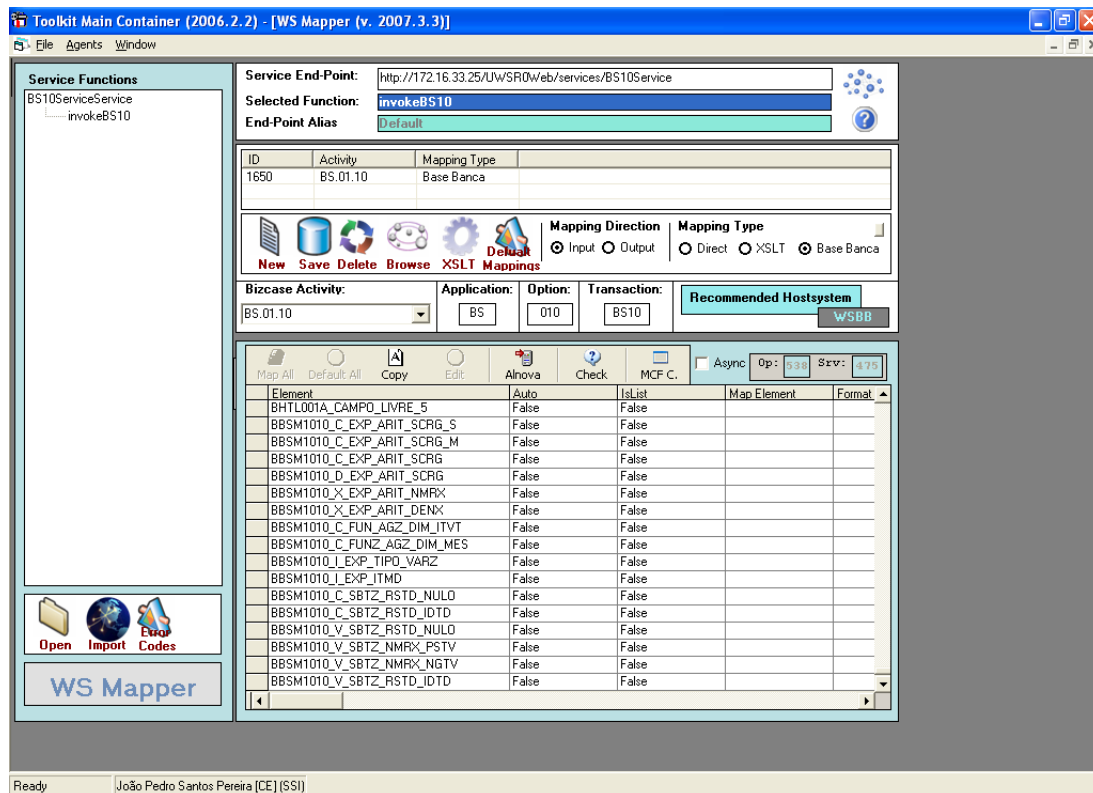 Toolkit Main Container (2006.2.2) - [WS Mapper (v. 2007.3.3)]
File Agents Window
Service Functions
BS10ServiceService
invokeBS10
Open Import Error Codes
WS Mapper
Service End-Point: http://172.16.33.25/UWSR0Web/services/BS10Service
Selected Function: invokeBS10
End-Point Alias Default
ID Activity Mapping Type
1650 BS.01.10 Base Banca
New Save Delete Browse XSLT Default Mappings
Mapping Direction Mapping Type
Input Output Direct XSLT Base Banca
Bizcase Activity: Application: Option: Transaction: Recommended Hostsystem
BS.01.10 BS 010 BS10 WSBB
Map All Default All Copy Edit Alnova Check MCF C. Async Op: 538 Srv: 475
Element Auto IsList Map Element Format
BHTL001A_CAMPO_LIVRE_5 False False
BBSM1010_C_EXP_ARIT_SCRG_S False False
BBSM1010_C_EXP_ARIT_SCRG_M False False
BBSM1010_C_EXP_ARIT_SCRG False False
BBSM1010_D_EXP_ARIT_SCRG False False
BBSM1010_X_EXP_ARIT_NMRX False False
BBSM1010_X_EXP_ARIT_DENX False False
BBSM1010_C_FUN_AGZ_DIM_ITVT False False
BBSM1010_C_FUNZ_AGZ_DIM_MES False False
BBSM1010_I_EXP_TIPO_VARZ False False
BBSM1010_I_EXP_ITMD False False
BBSM1010_C_SBTZ_RSTD_NULO False False
BBSM1010_C_SBTZ_RSTD_IDTD False False
BBSM1010_V_SBTZ_RSTD_NULO False False
BBSM1010_V_SBTZ_NMRX_PSTV False False
BBSM1010_V_SBTZ_NMRX_NGTV False False
BBSM1010_V_SBTZ_RSTD_IDTD False False
Ready João Pedro Santos Pereira [CE] (SSI)